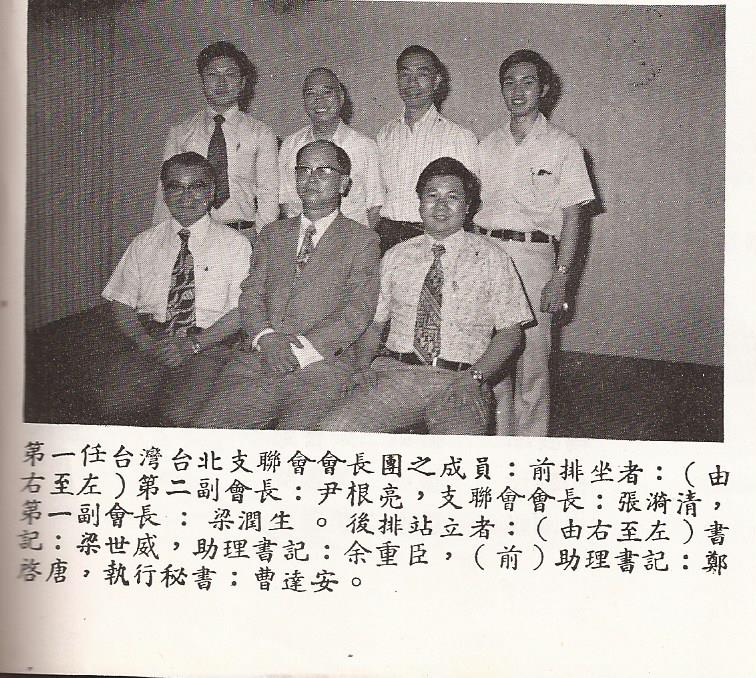 第一任台灣台北支聯會會長團之成員：前排坐者：（由
右至左）第二副會長：尹根亮，支聯會會長：張漪清，
第一副會長：梁潤生。後排站立者：（由右至左）書
記：梁世威，助理書記：余重臣，（前）助理書記：鄭
啓唐，執行秘書：曹達安。